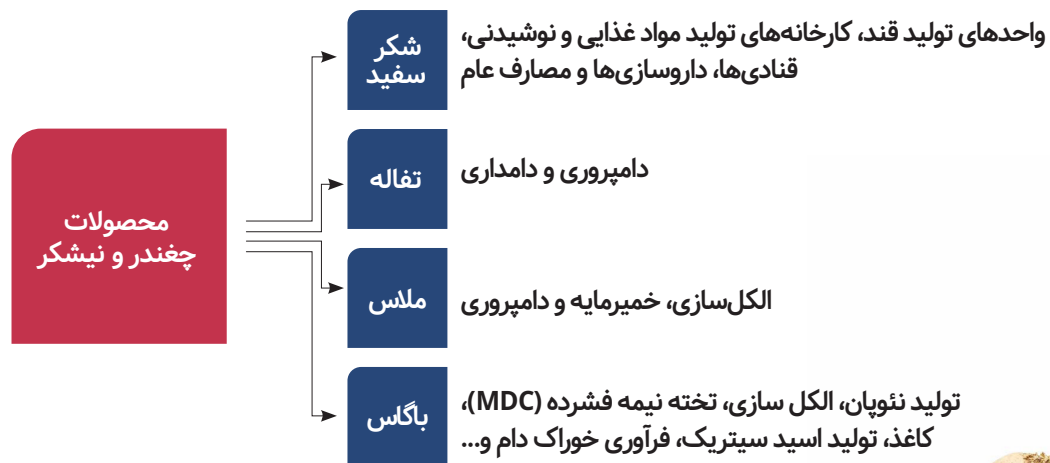 محصولات
چغندر و نیشکر
شکر
سفید
واحدهای تولید قند، کارخانه‌های تولید مواد غذایی و نوشیدنی،
قنادی‌ها، داروسازی‌ها و مصارف عام
تفاله
دامپروری و دامداری
ملاس
الکل‌سازی، خمیرمایه و دامپروری
باگاس
تولید نئوپان، الکل سازی، تخته نیمه فشرده (MDC)،
کاغذ، تولید اسید سیتریک، فرآوری خوراک دام و...